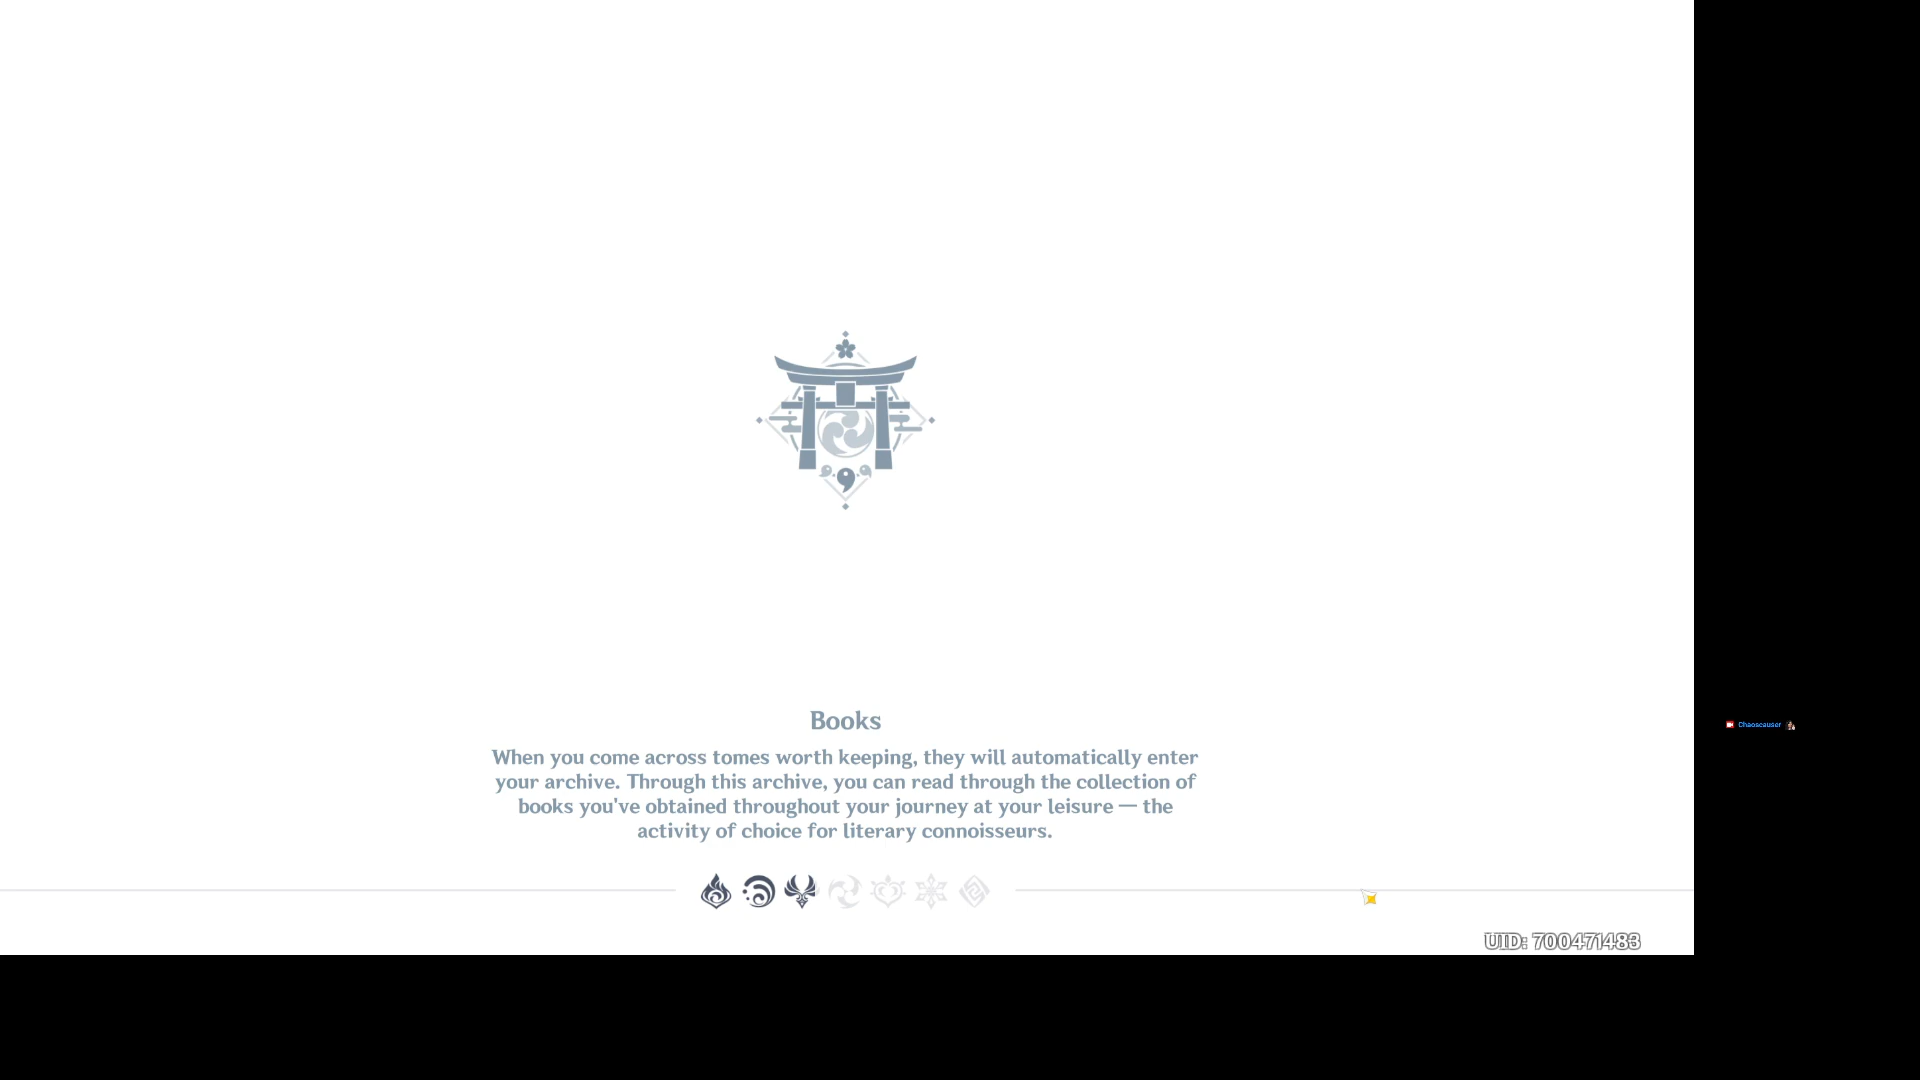 Books
When you come across tomes worth keeping, they will automatically enter
your archive. Through this archive, you can read through the collection of
books you've obtained throughout your journey at your leisure — the
activity of choice for literary connoisseurs.
Chaoscauser
UID: 700471483